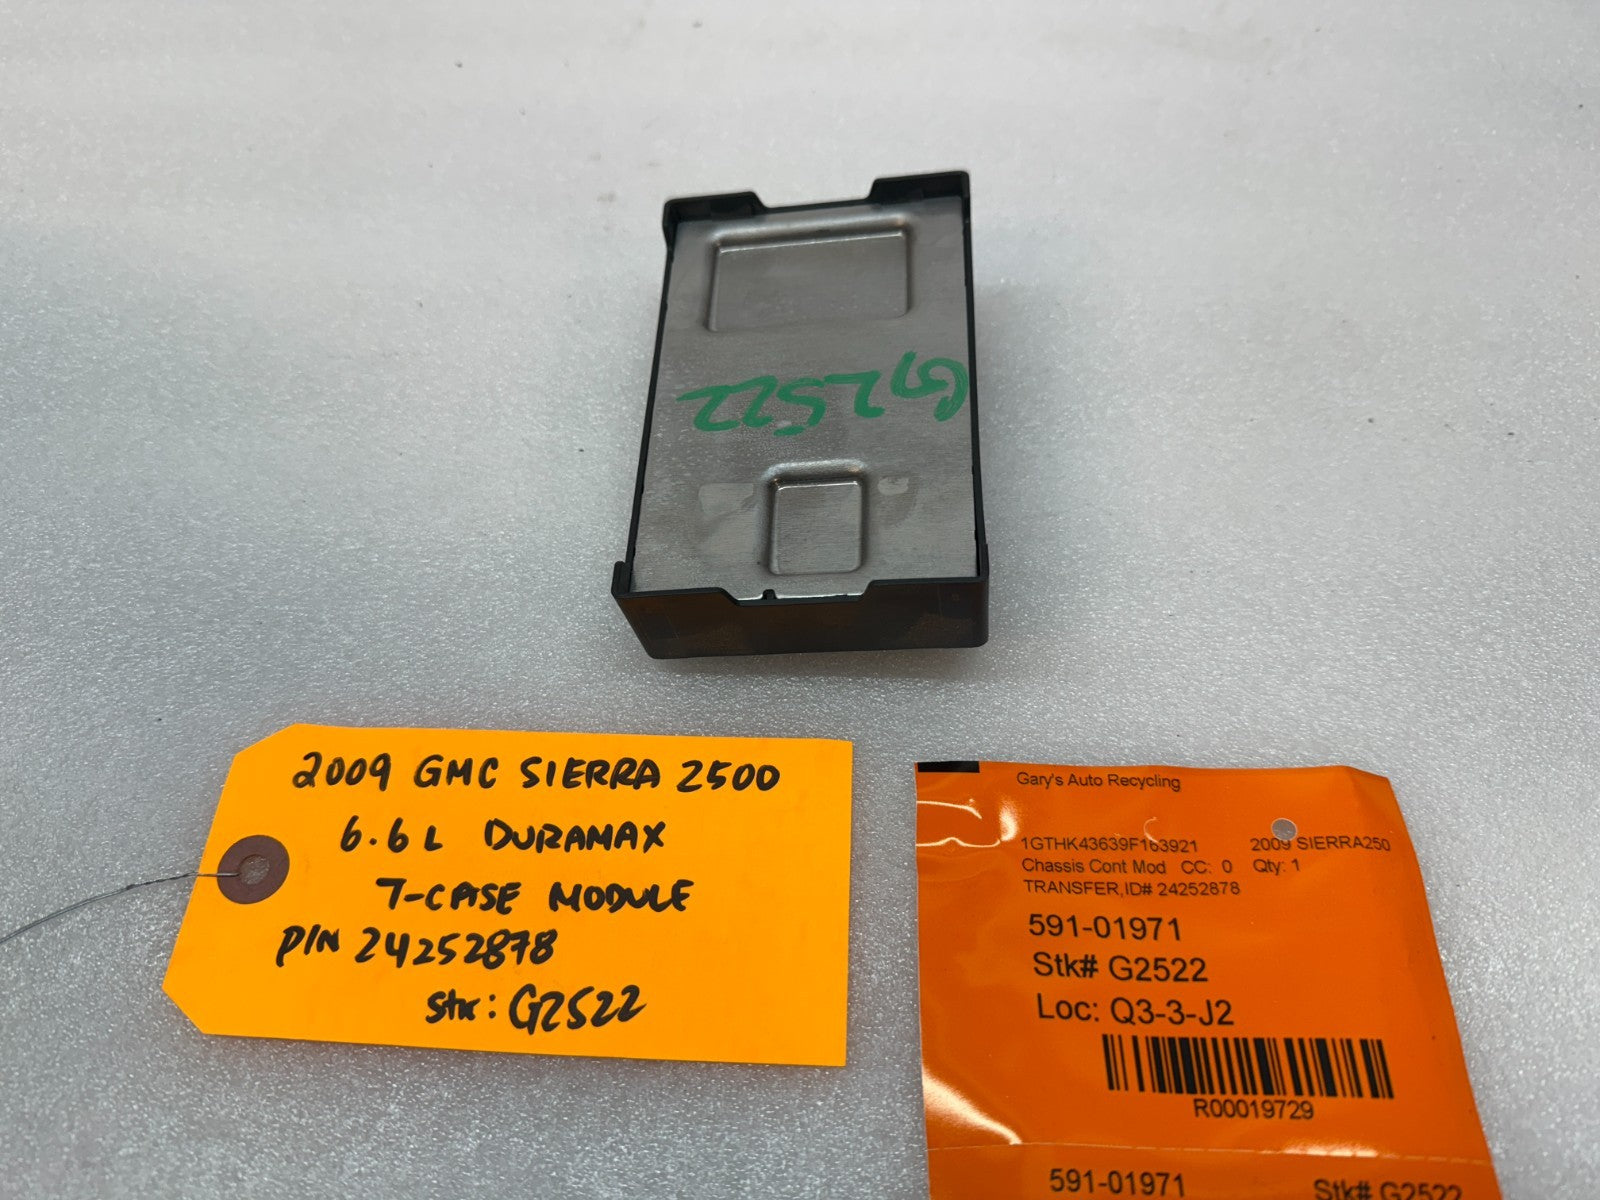 G2522
2009 GMC SIERRA 2500
6.6L DURAMAX
T-CASE MODULE
P/N 24252878
Stk: G2522
Gary's Auto Recycling
1GTHK43639F163921 2009 SIERRA250
Chassis Cont Mod CC: 0 Qty: 1
TRANSFER,ID# 24252878
591-01971
Stk# G2522
Loc: Q3-3-J2
R00019729
591-01971 Stk# G2522